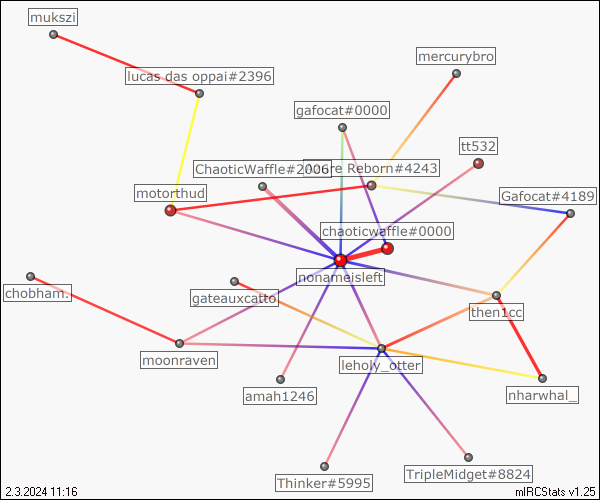 mukszi
mercurybro
lucas das oppai#2396
gafocat#0000
tt532
ChaoticWaffle#2006
Reborn#4243
motorthud
Gafocat#4189
chaoticwaffle#0000
nonameisleft
chobham.
gateauxcatto
then1cc
moonraven
leholy_otter
amah1246
nharwhal_
Thinker#5995
TripleMidget#8824
2.3.2024 11:16
mIRCStats v1.25